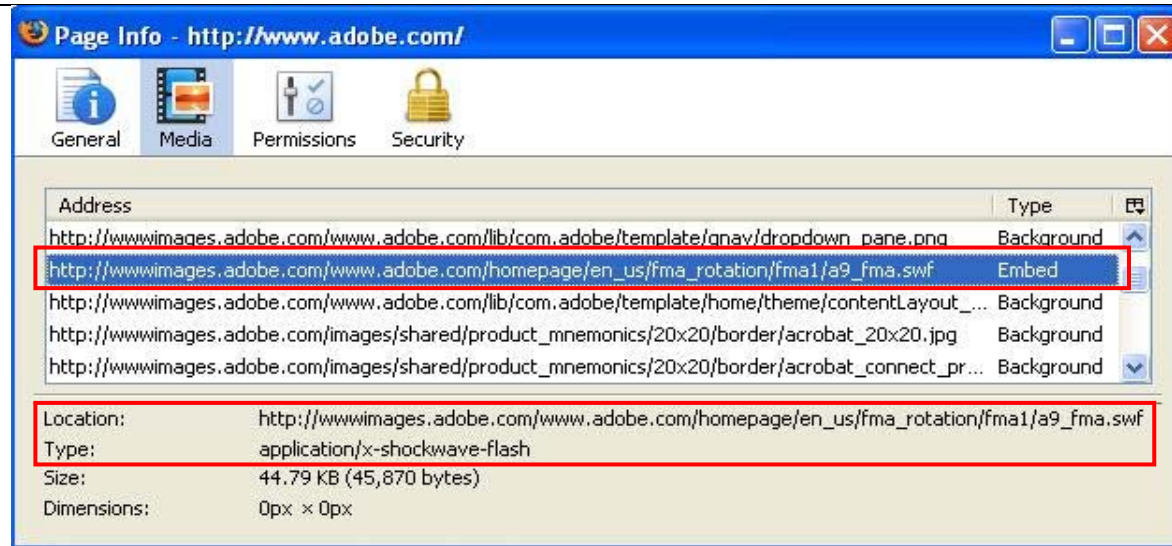 Page Info - http://www.adobe.com/
General Media Permissions Security
Address Type
http://wwwimages.adobe.com/www.adobe.com/lib/com.adobe/template/gnav/dropdown_pane.png Background
http://wwwimages.adobe.com/www.adobe.com/homepage/en_us/fma_rotation/fma1/a9_fma.swf Embed
http://wwwimages.adobe.com/www.adobe.com/lib/com.adobe/template/home/theme/contentLayout_... Background
http://wwwimages.adobe.com/images/shared/product_mnemonics/20x20/border/acrobat_20x20.jpg Background
http://wwwimages.adobe.com/images/shared/product_mnemonics/20x20/border/acrobat_connect_pr... Background
Location: http://wwwimages.adobe.com/www.adobe.com/homepage/en_us/fma_rotation/fma1/a9_fma.swf
Type: application/x-shockwave-flash
Size: 44.79 KB (45,870 bytes)
Dimensions: 0px × 0px